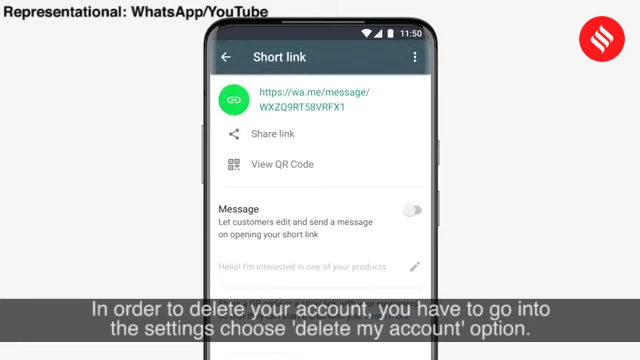 Representational: WhatsApp/YouTube
11:50
Short link
https://wa.me/message/
WXZQ9RT58VRFX1
Share link
View QR Code
Message
Let customers edit and send a message
on opening your short link
Hello! I'm interested in one of your products
In order to delete your account, you have to go into
the settings choose 'delete my account' option.